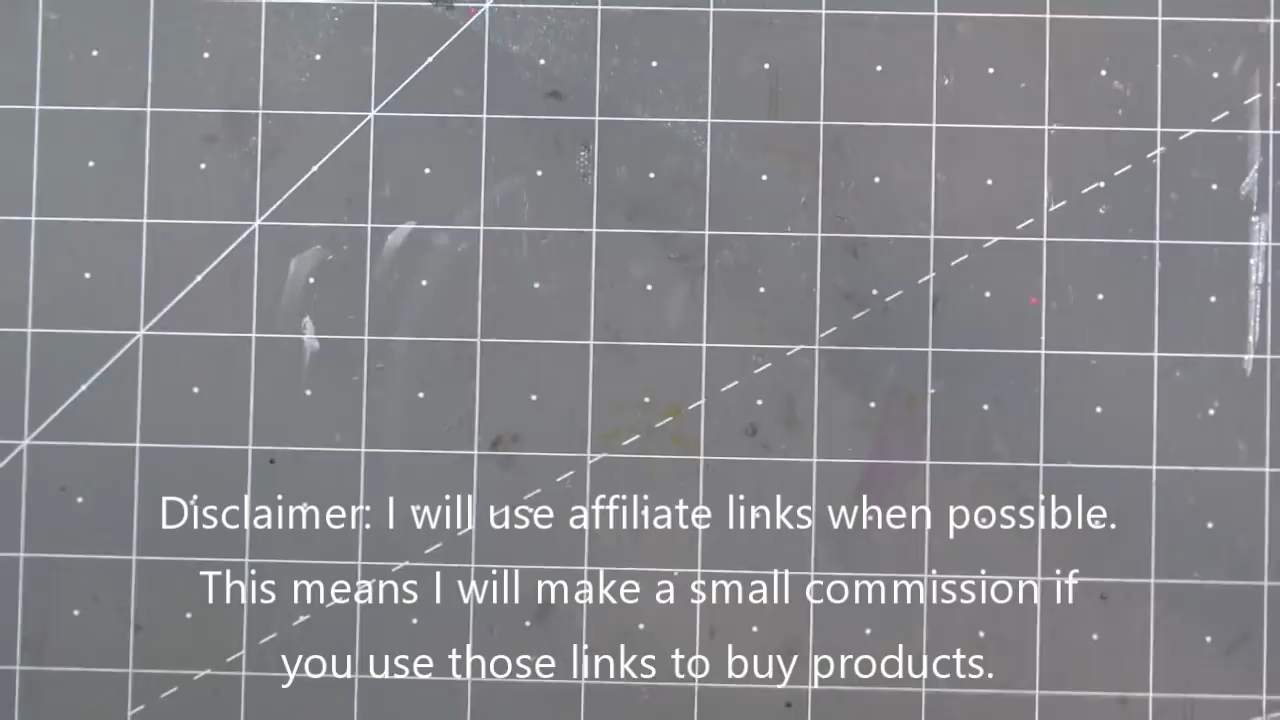 Disclaimer: I will use affiliate links when possible.
This means I will make a small commission if
you use those links to buy products.